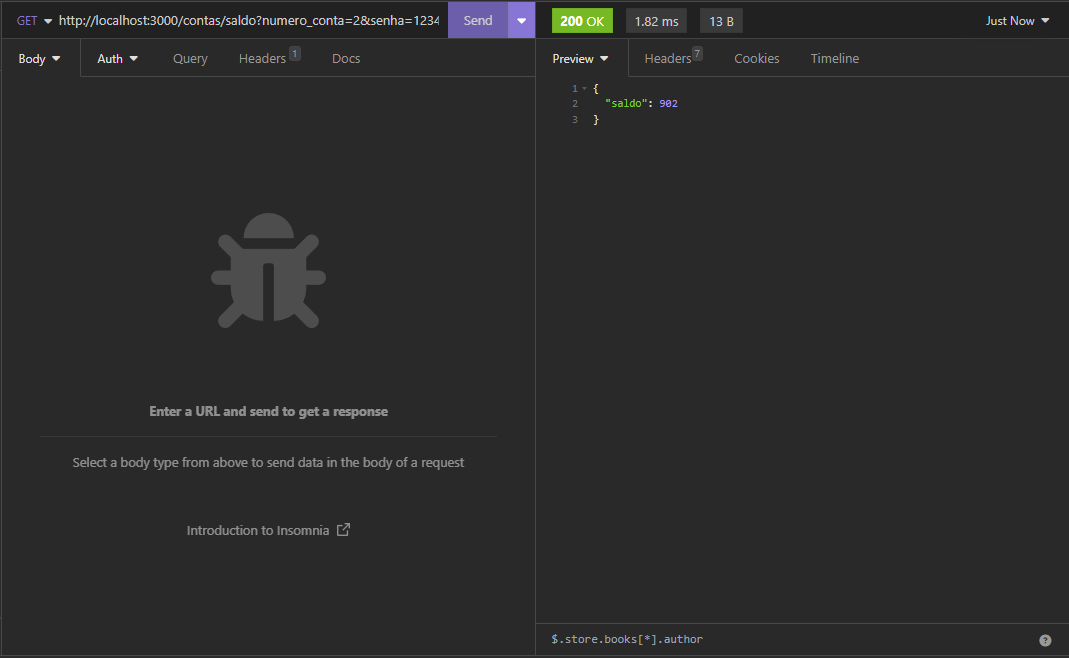 GET http://localhost:3000/contas/saldo?numero_conta=2&senha=1234 Send 200 OK 1.82 ms 13 B Just Now
Body Auth Query Headers 1 Docs Preview Headers 7 Cookies Timeline
1 {
2 "saldo": 902
3 }
Enter a URL and send to get a response
Select a body type from above to send data in the body of a request
Introduction to Insomnia
$.store.books[*].author ?